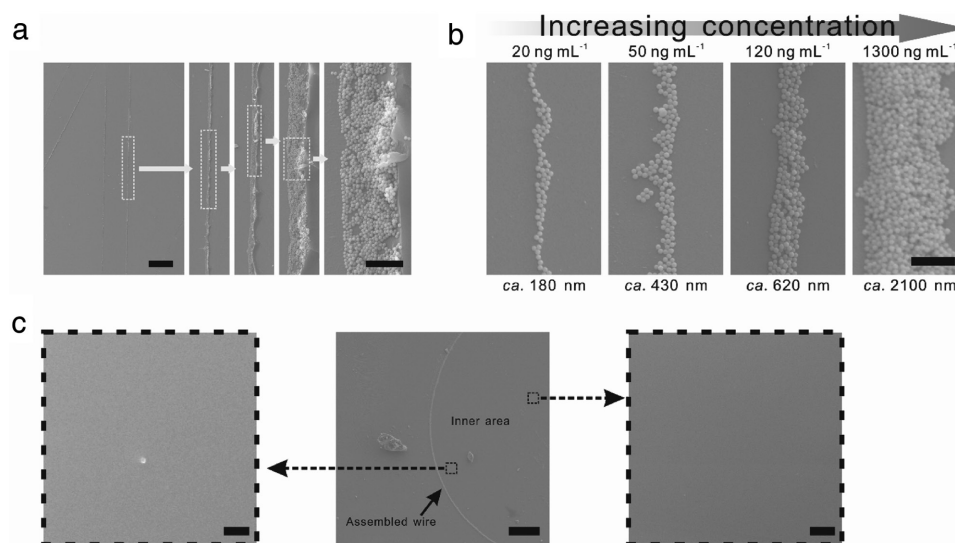 a
b
Increasing concentration
20 ng mL⁻¹ 50 ng mL⁻¹ 120 ng mL⁻¹ 1300 ng mL⁻¹
ca. 180 nm ca. 430 nm ca. 620 nm ca. 2100 nm
c
Inner area
Assembled wire